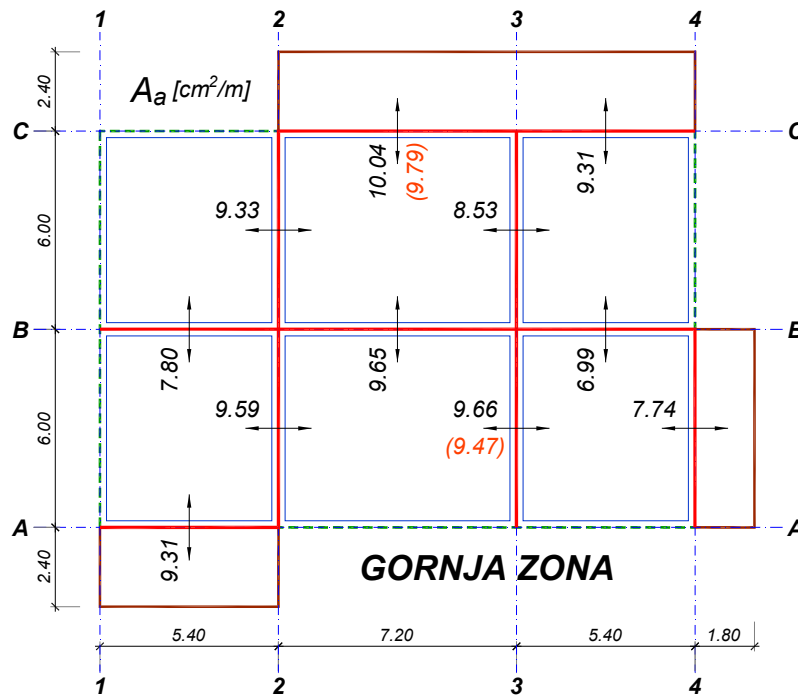 1 2 3 4
2.40
Aa [cm2/m]
C C
10.04 (9.79) 9.31
9.33 8.53
6.00
B B
7.80 9.65 6.99
9.59 9.66 7.74
(9.47)
6.00
A A
9.31
GORNJA ZONA
2.40
5.40 7.20 5.40 1.80
1 2 3 4